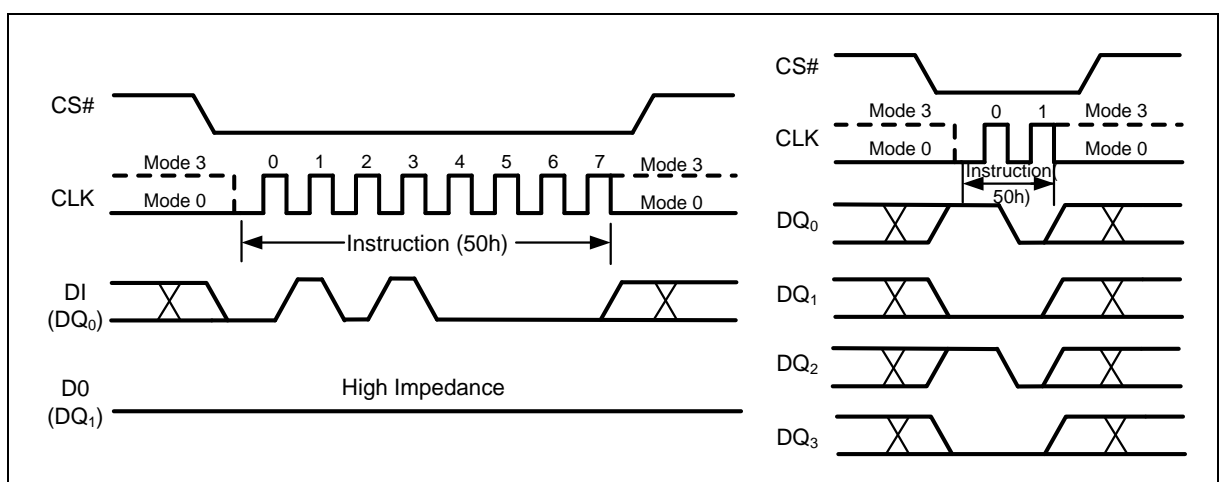 CS#
Mode 3 0 1 2 3 4 5 6 7 Mode 3
CLK
Mode 0 Mode 0
Instruction (50h)
DI
(DQ0)
High Impedance
D0
(DQ1)
CS#
Mode 3 0 1 Mode 3
CLK
Mode 0 Mode 0
Instruction(
50h)
DQ0
DQ1
DQ2
DQ3